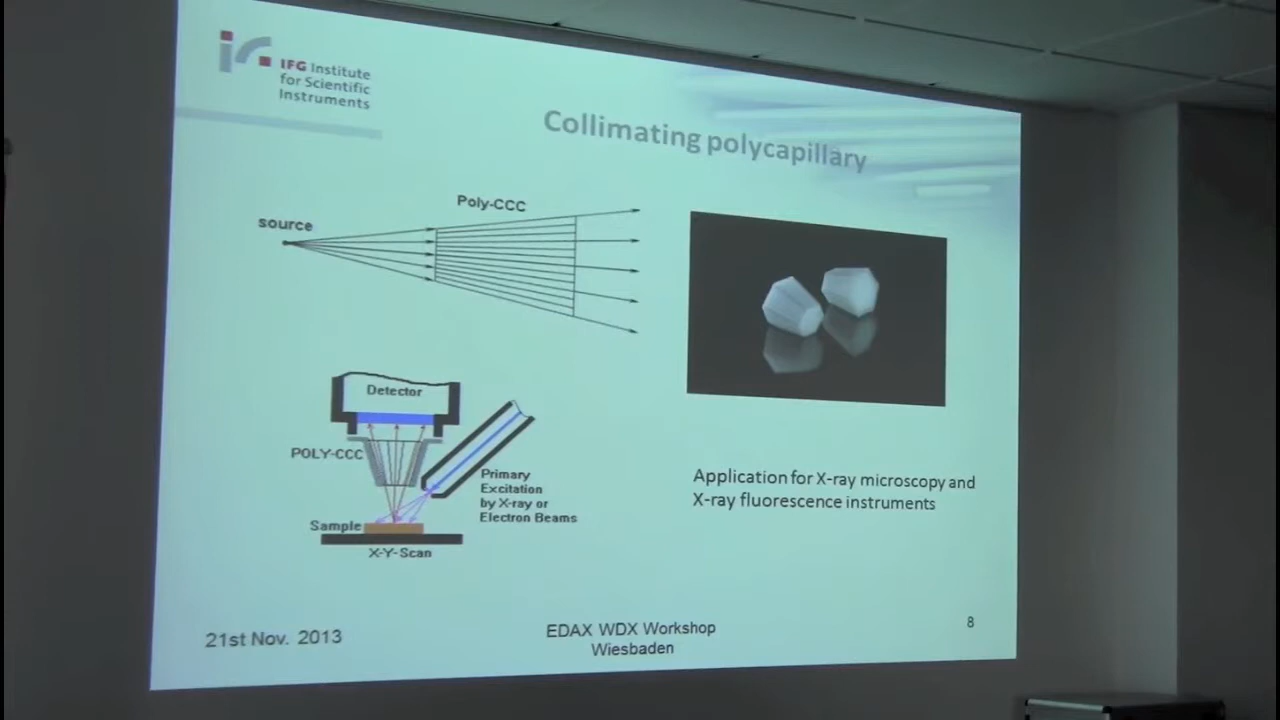 IFG Institute
for Scientific
Instruments
Collimating polycapillary
Poly-CCC
source
Detector
POLY-CCC
Primary
Excitation
by X-ray or
Electron Beams
Sample
X-Y-Scan
Application for X-ray microscopy and
X-ray fluorescence instruments
21st Nov. 2013
EDAX WDX Workshop
Wiesbaden
8